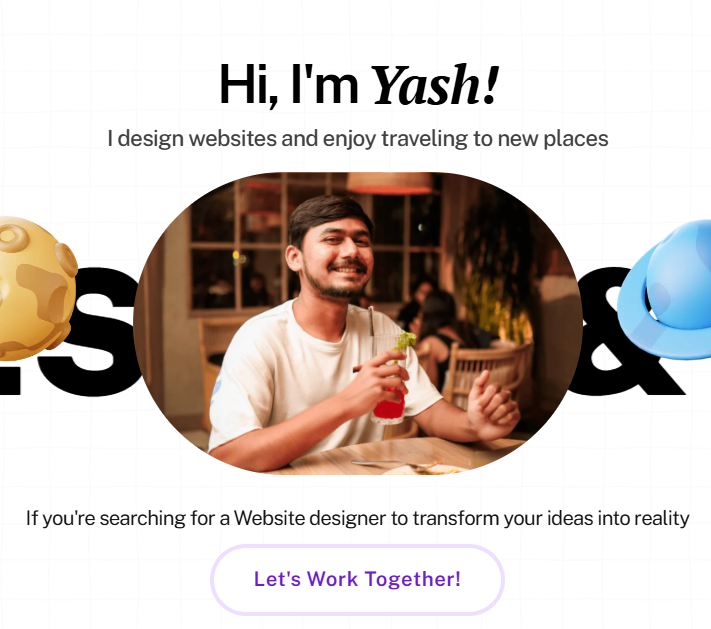 Hi, I'm Yash!
I design websites and enjoy traveling to new places
S &
If you're searching for a Website designer to transform your ideas into reality
Let's Work Together!